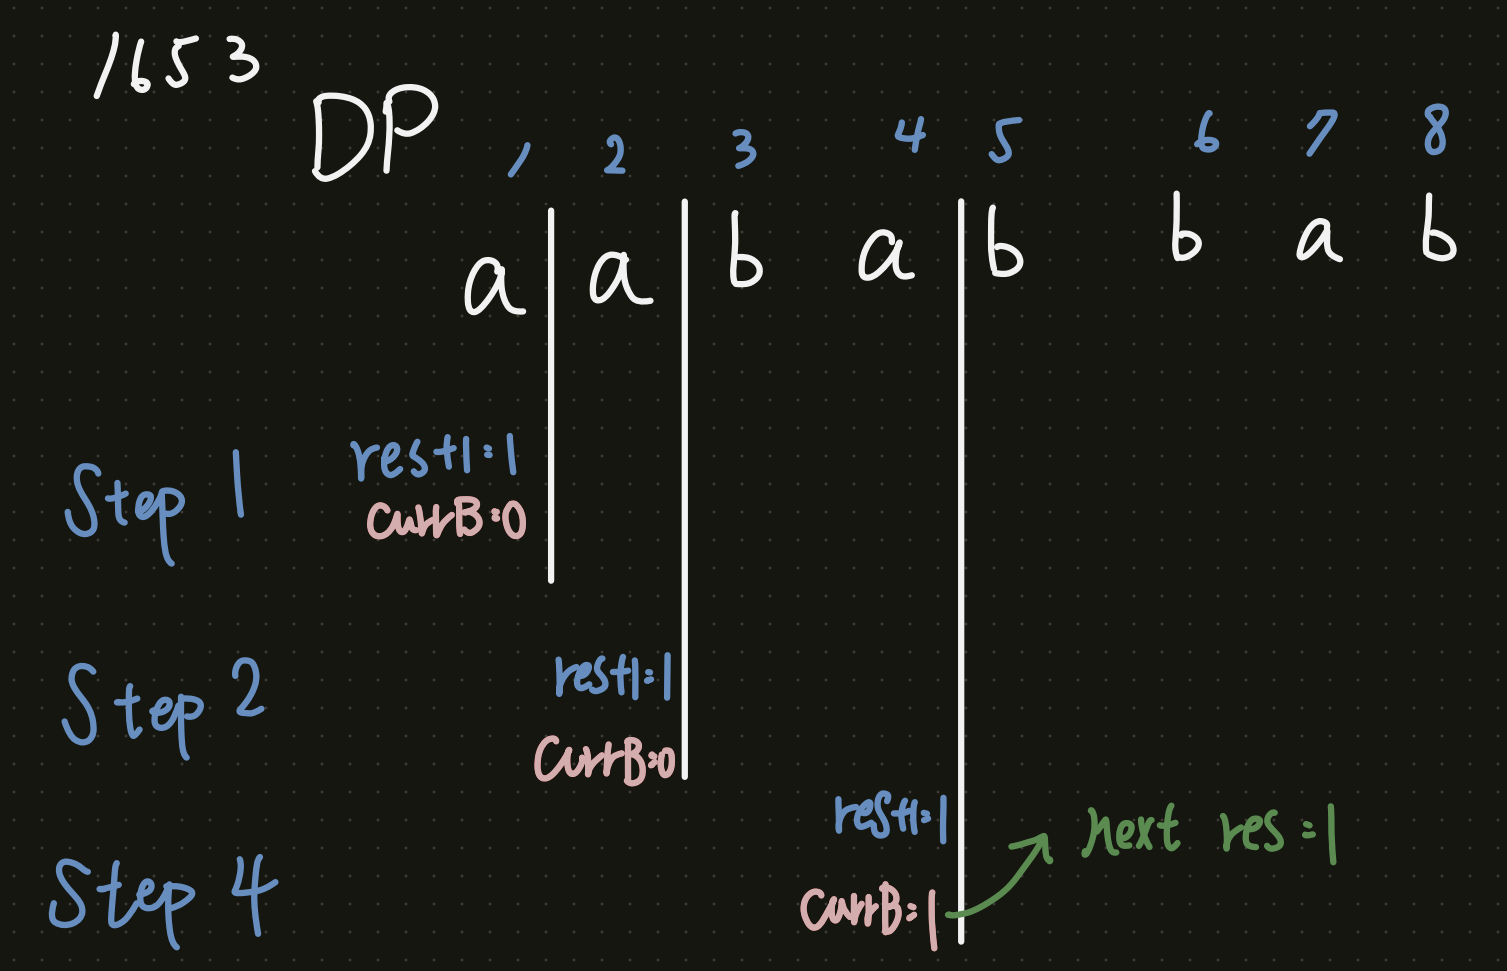 1653
DP
1 2 3 4 5 6 7 8
a a b a b b a b
Step 1
res+1=1
currB=0
Step 2
res+1=1
currB=0
Step 4
res+1=1
currB=1
next res=1